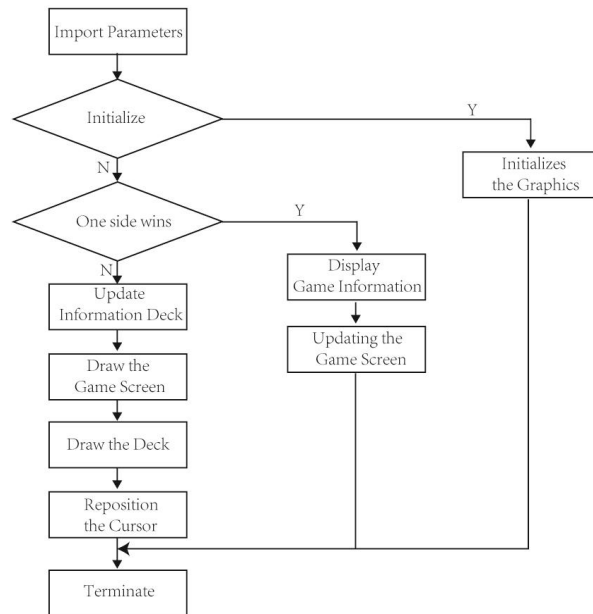 Import Parameters
Initialize
Y
N
Initializes
the Graphics
One side wins
Y
N
Display
Game Information
Update
Information Deck
Updating the
Game Screen
Draw the
Game Screen
Draw the Deck
Reposition
the Cursor
Terminate